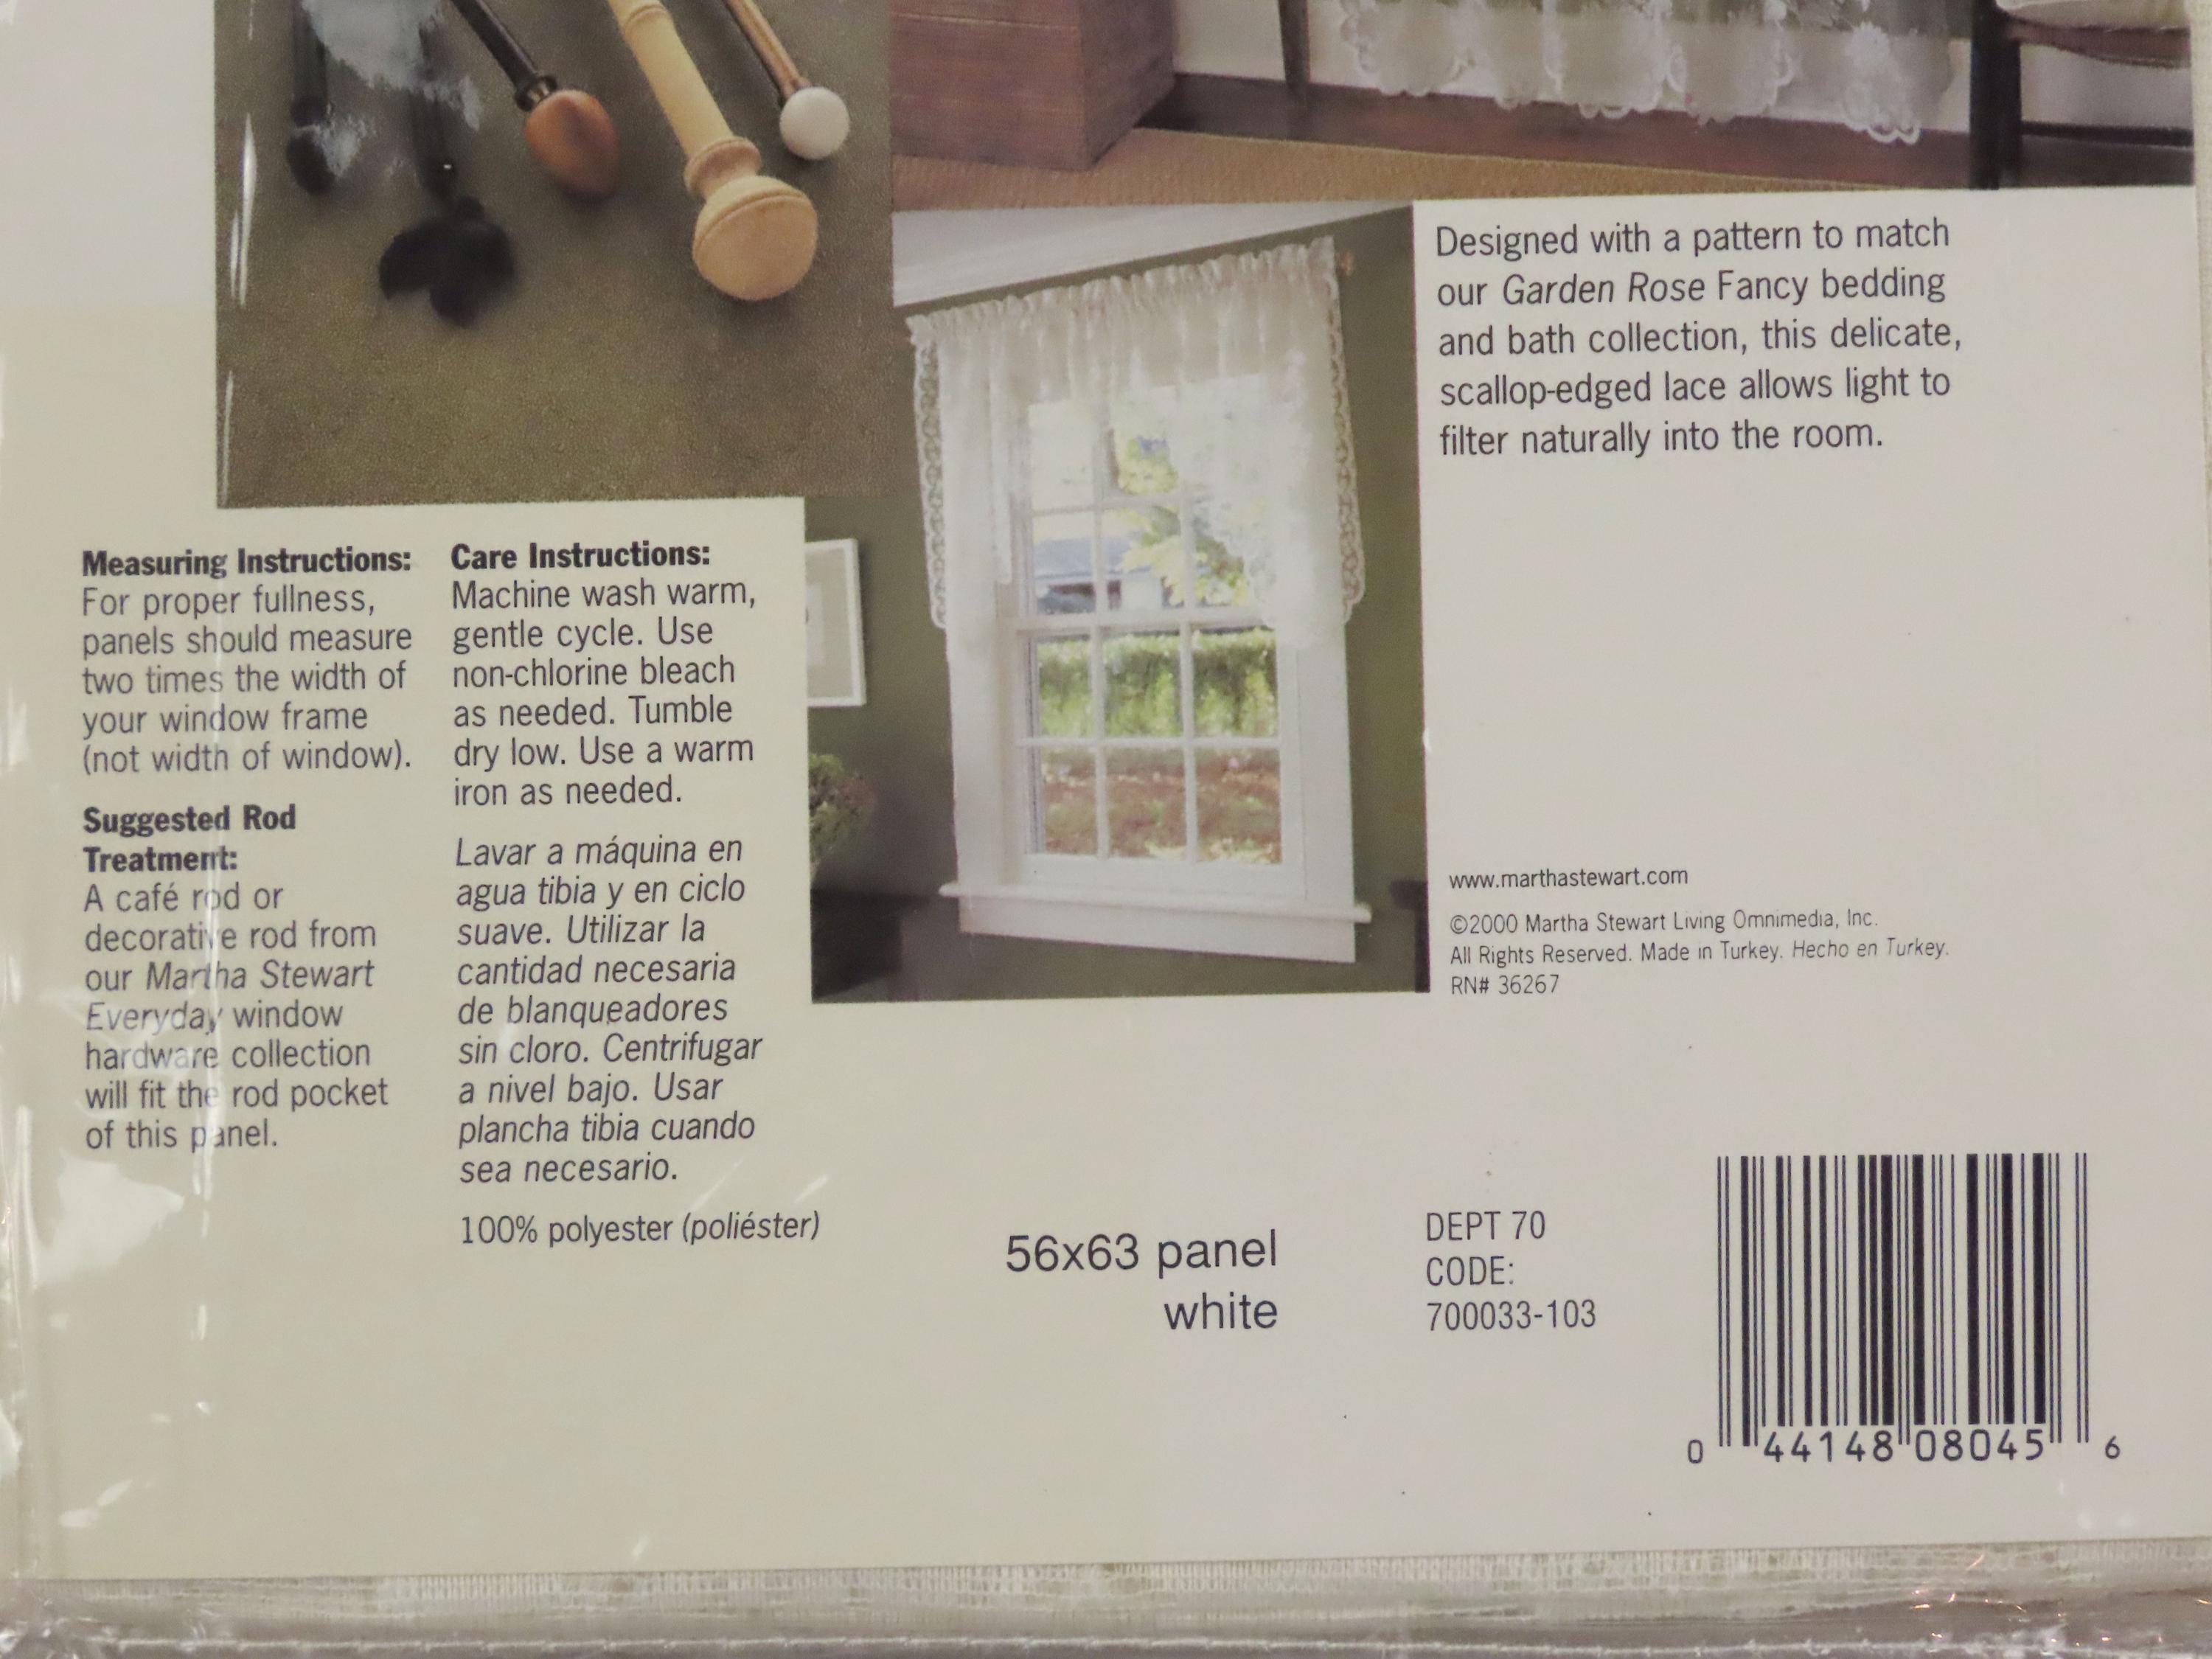 Designed with a pattern to match
our Garden Rose Fancy bedding
and bath collection, this delicate,
scallop-edged lace allows light to
filter naturally into the room.
Measuring Instructions:
For proper fullness,
panels should measure
two times the width of
your window frame
(not width of window).
Suggested Rod
Treatment:
A café rod or
decorative rod from
our Martha Stewart
Everyday window
hardware collection
will fit the rod pocket
of this panel.
Care Instructions:
Machine wash warm,
gentle cycle. Use
non-chlorine bleach
as needed. Tumble
dry low. Use a warm
iron as needed.
Lavar a máquina en
agua tibia y en ciclo
suave. Utilizar la
cantidad necesaria
de blanqueadores
sin cloro. Centrifugar
a nivel bajo. Usar
plancha tibia cuando
sea necesario.
100% polyester (poliéster)
www.marthastewart.com
©2000 Martha Stewart Living Omnimedia, Inc.
All Rights Reserved. Made in Turkey. Hecho en Turkey.
RN# 36267
56x63 panel
white
DEPT 70
CODE:
700033-103
0 44148 08045 6